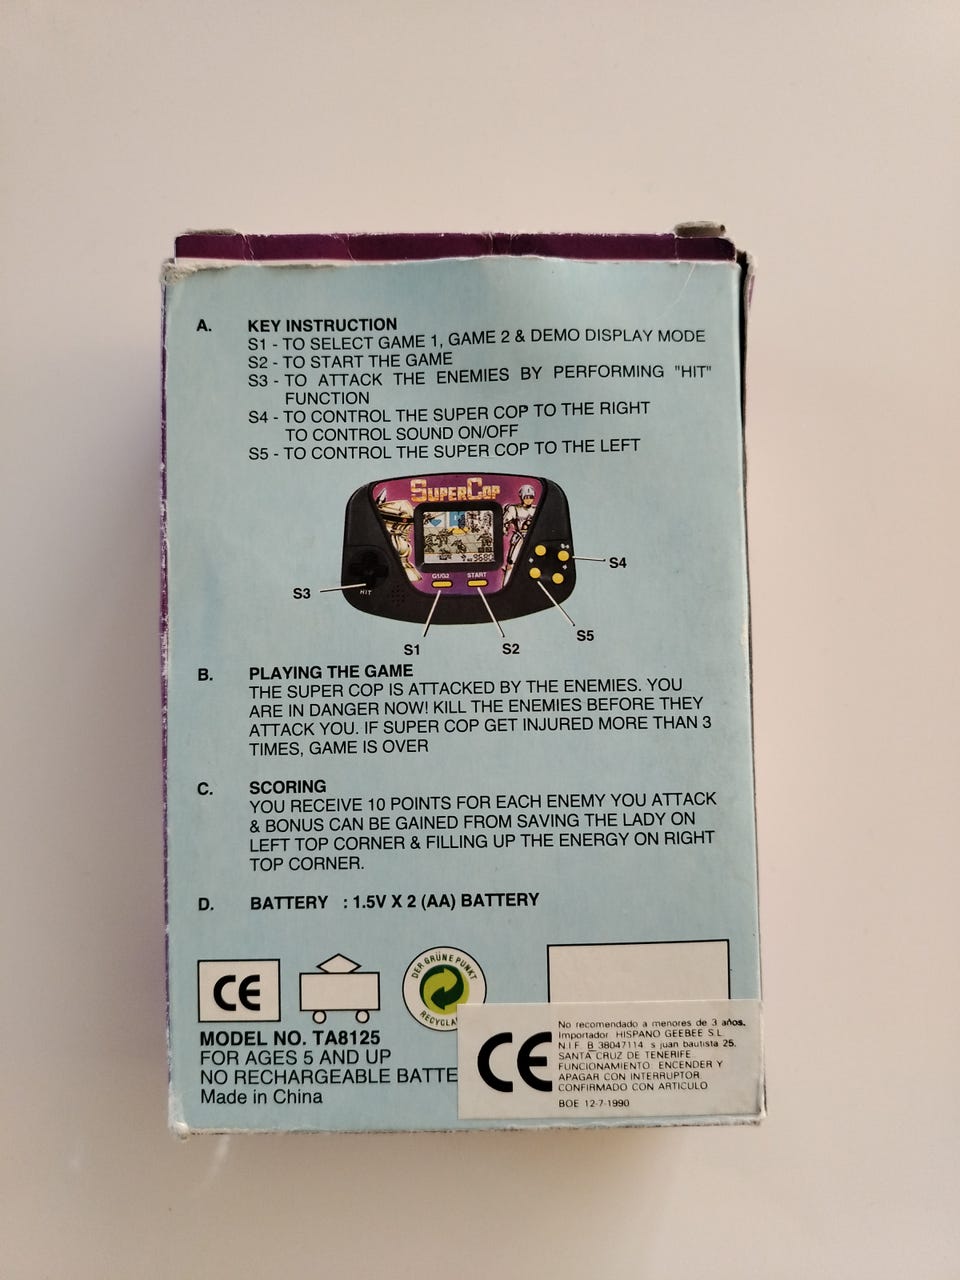 A. KEY INSTRUCTION
S1 - TO SELECT GAME 1, GAME 2 & DEMO DISPLAY MODE
S2 - TO START THE GAME
S3 - TO ATTACK THE ENEMIES BY PERFORMING "HIT"
FUNCTION
S4 - TO CONTROL THE SUPER COP TO THE RIGHT
TO CONTROL SOUND ON/OFF
S5 - TO CONTROL THE SUPER COP TO THE LEFT
SUPERCOP
G1/G2 START
HIT
S4
S3
S5
S1 S2
B. PLAYING THE GAME
THE SUPER COP IS ATTACKED BY THE ENEMIES. YOU
ARE IN DANGER NOW! KILL THE ENEMIES BEFORE THEY
ATTACK YOU. IF SUPER COP GET INJURED MORE THAN 3
TIMES, GAME IS OVER
C. SCORING
YOU RECEIVE 10 POINTS FOR EACH ENEMY YOU ATTACK
& BONUS CAN BE GAINED FROM SAVING THE LADY ON
LEFT TOP CORNER & FILLING UP THE ENERGY ON RIGHT
TOP CORNER.
D. BATTERY : 1.5V X 2 (AA) BATTERY
CE
DER GRÜNE PUNKT
RECYCLA
MODEL NO. TA8125
FOR AGES 5 AND UP
NO RECHARGEABLE BATTE
Made in China
CE
No recomendado a menores de 3 años.
Importador HISPANO GEEBEE S.L.
N.I.F. B 38047114 s juan bautista 25.
SANTA CRUZ DE TENERIFE
FUNCIONAMIENTO ENCENDER Y
APAGAR CON INTERRUPTOR
CONFIRMADO CON ARTICULO
BOE 12-7-1990